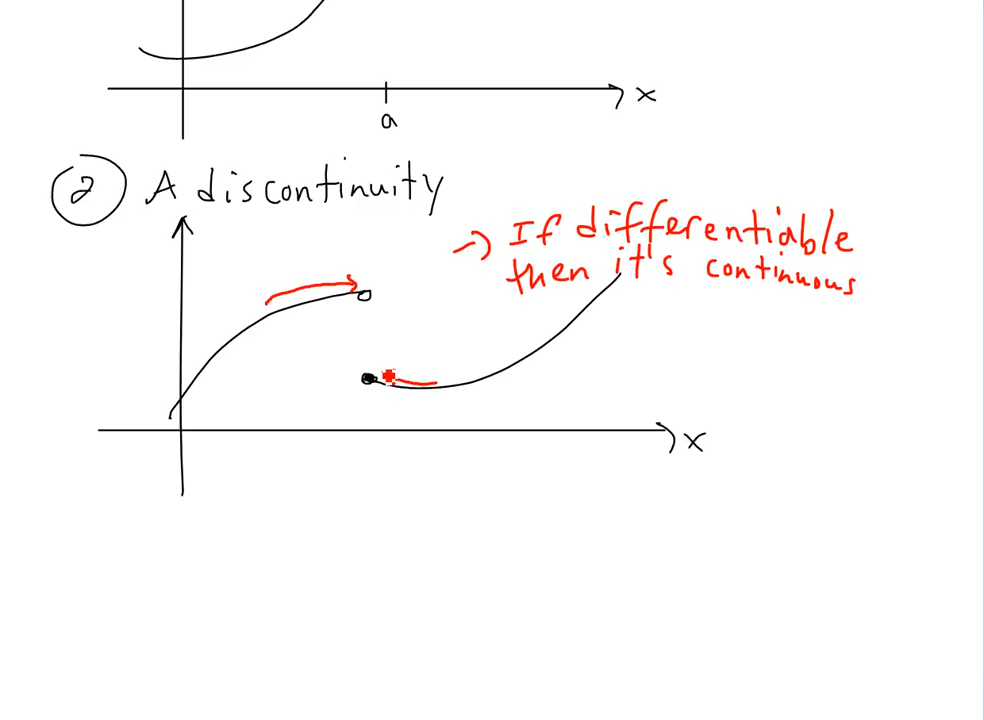 x
a
2 A discontinuity
→ If differentiable
then it's continuous
x